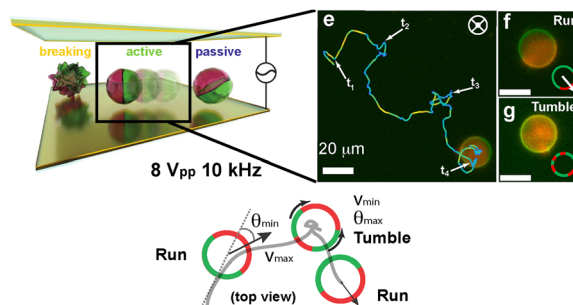 breaking
active
passive
8 Vpp 10 kHz
e
t2
t1
t3
t4
20 μm
f
Run
g
Tumble
Run
θmin
vmax
vmin
θmax
Tumble
(top view)
Run